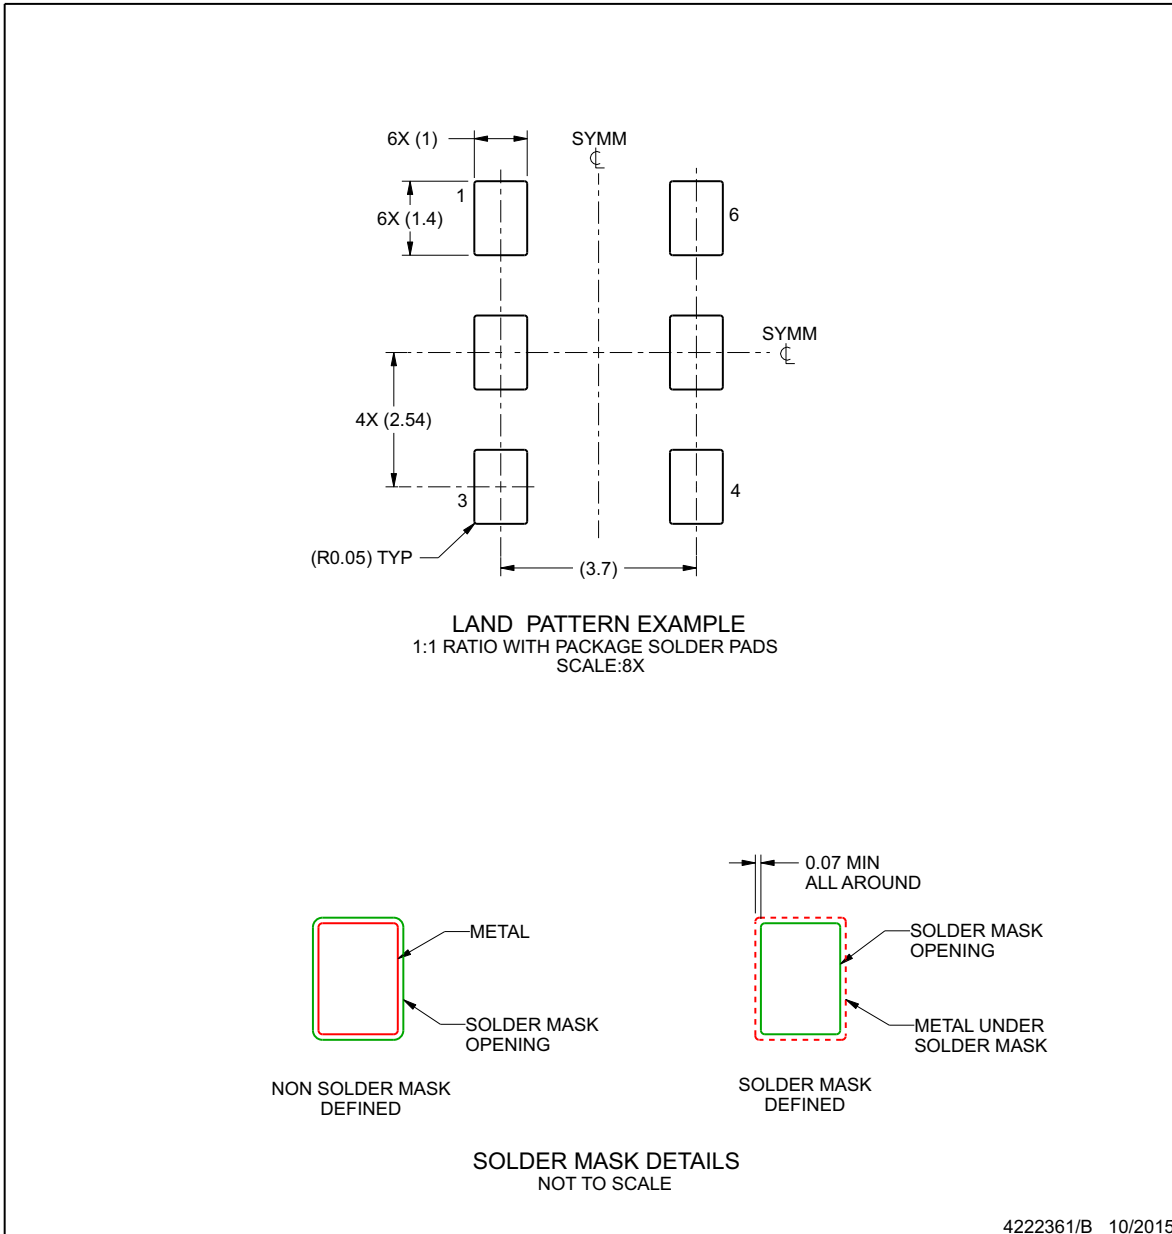 6X (1)
SYMM
1
6X (1.4)
6
SYMM
4X (2.54)
3
4
(R0.05) TYP
(3.7)
LAND PATTERN EXAMPLE
1:1 RATIO WITH PACKAGE SOLDER PADS
SCALE:8X
0.07 MIN
ALL AROUND
METAL
SOLDER MASK
OPENING
NON SOLDER MASK
DEFINED
SOLDER MASK
OPENING
METAL UNDER
SOLDER MASK
SOLDER MASK
DEFINED
SOLDER MASK DETAILS
NOT TO SCALE
4222361/B 10/2015